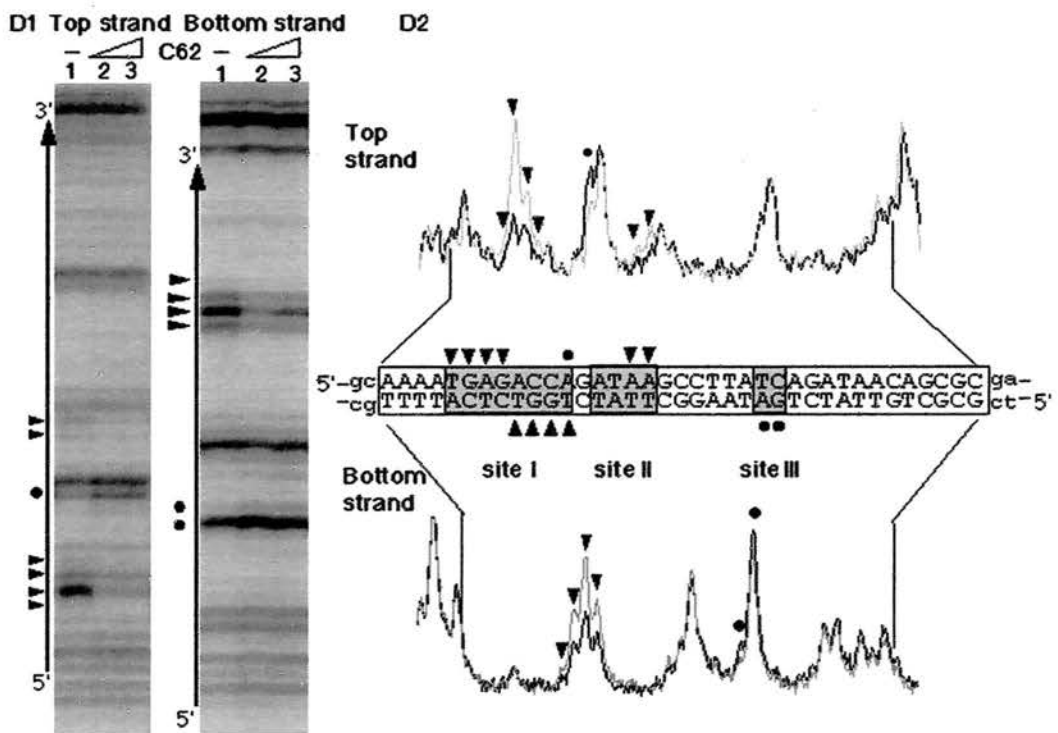 D1 Top strand Bottom strand D2
– C62 –
1 2 3 1 2 3
3'
3'
5'
5'
Top
strand
5'-gc AAAATGAGACCAGATAAGCCTTATCAGATAACAGCGC ga-
-cg TTTTACTCTGGTCTATTCGGAATAGTCTATTGTCGCG ct-5'
site I site II site III
Bottom
strand